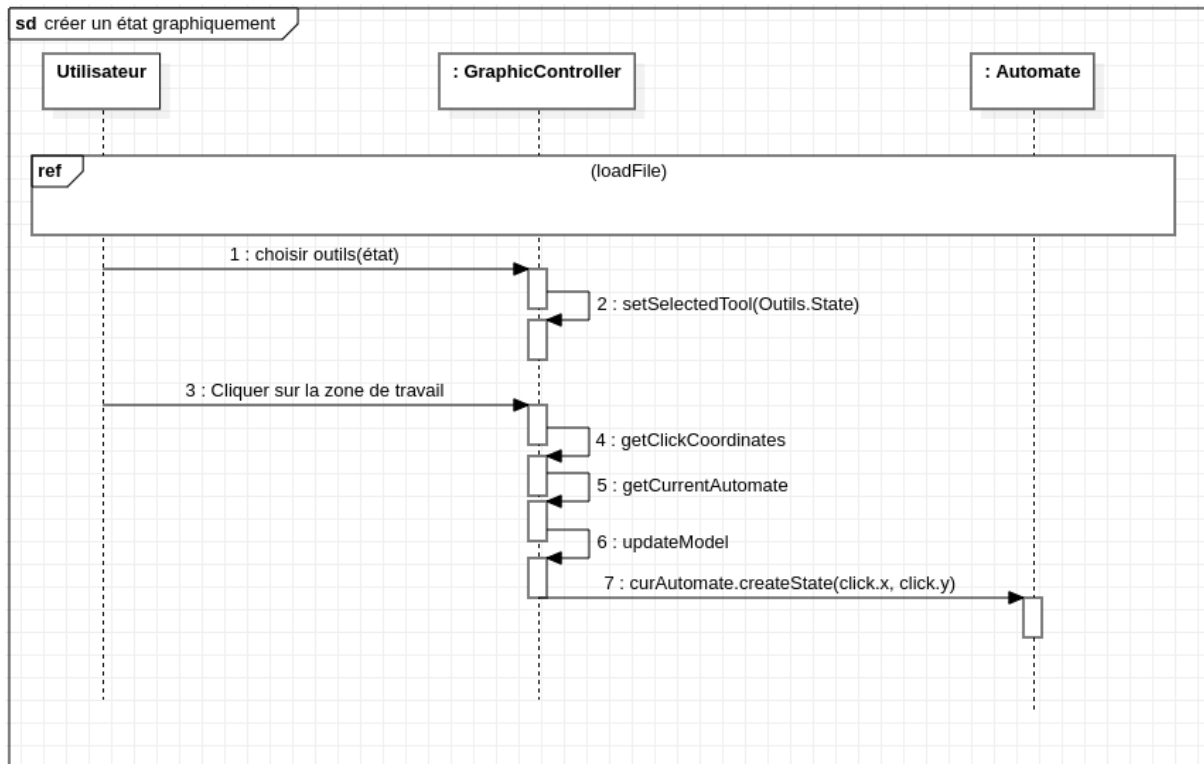 sd créer un état graphiquement
Utilisateur
: GraphicController
: Automate
ref
(loadFile)
1 : choisir outils(état)
2 : setSelectedTool(Outils.State)
3 : Cliquer sur la zone de travail
4 : getClickCoordinates
5 : getCurrentAutomate
6 : updateModel
7 : curAutomate.createState(click.x, click.y)